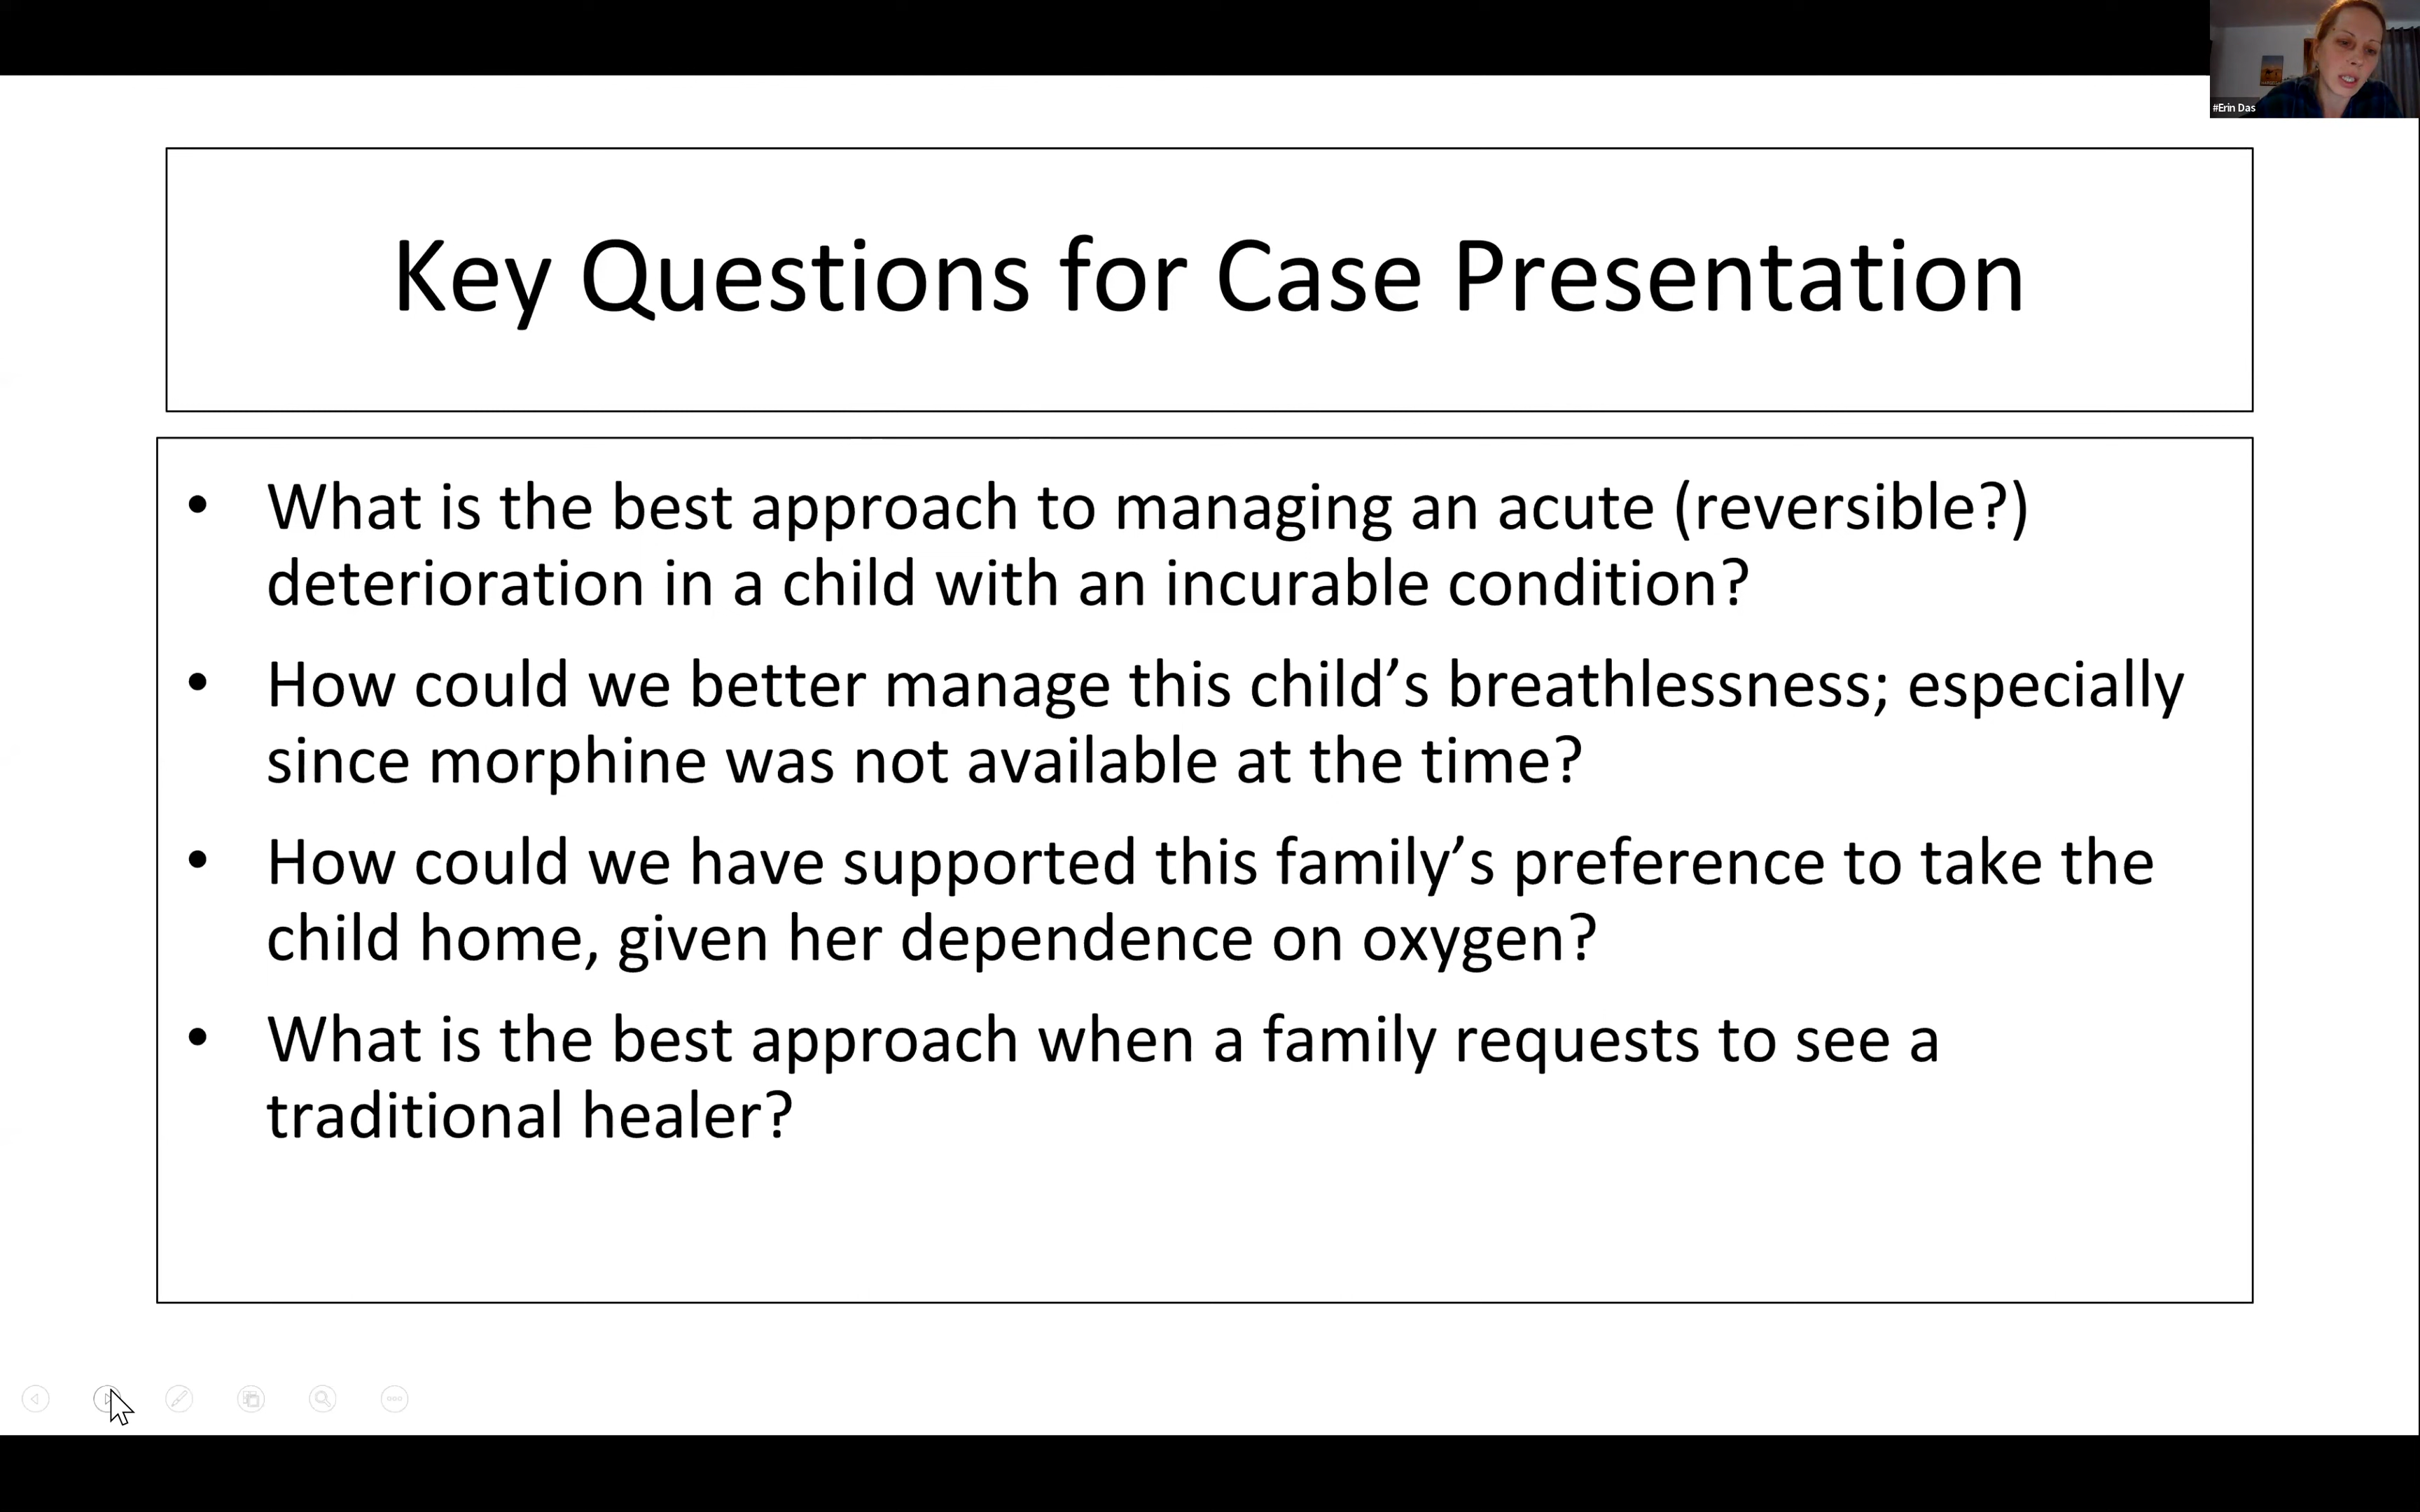 #Erin Das
Key Questions for Case Presentation
• What is the best approach to managing an acute (reversible?)
deterioration in a child with an incurable condition?
• How could we better manage this child’s breathlessness; especially
since morphine was not available at the time?
• How could we have supported this family’s preference to take the
child home, given her dependence on oxygen?
• What is the best approach when a family requests to see a
traditional healer?